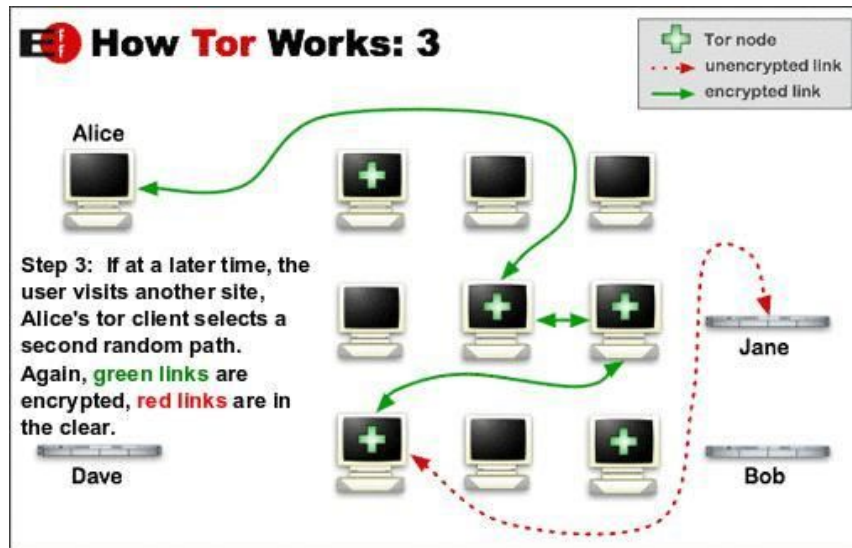 EFF How Tor Works: 3
Tor node
unencrypted link
encrypted link
Alice
Step 3: If at a later time, the
user visits another site,
Alice's tor client selects a
second random path.
Again, green links are
encrypted, red links are in
the clear.
Jane
Dave
Bob